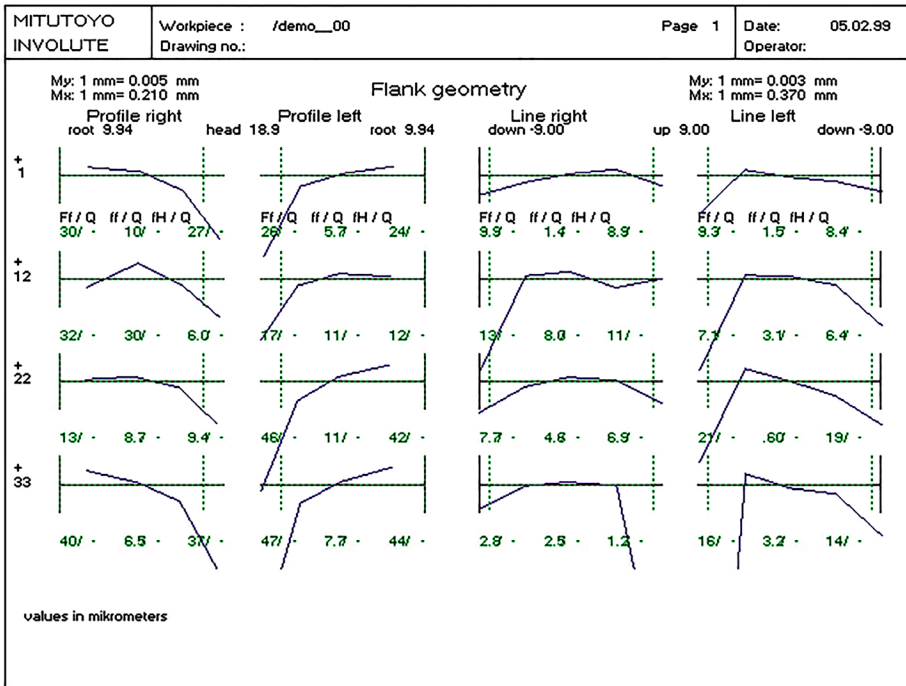 MITUTOYO
INVOLUTE
Workpiece : /demo__00
Drawing no.:
Page 1
Date: 05.02.99
Operator:
My: 1 mm= 0.005 mm
Mx: 1 mm= 0.210 mm
Flank geometry
My: 1 mm= 0.003 mm
Mx: 1 mm= 0.370 mm
Profile right Profile left Line right Line left
root 9.94 head 18.9 root 9.94 down -9.00 up 9.00 down -9.00
+
1
Ff / Q ff / Q fH / Q Ff / Q ff / Q fH / Q Ff / Q ff / Q fH / Q Ff / Q ff / Q fH / Q
30/ - 10/ - 27/ - 26/ - 5.7/ - 24/ - 9.9/ - 1.4/ - 8.9/ - 9.3/ - 1.5/ - 8.4/ -
+
12
32/ - 30/ - 6.0/ - 17/ - 11/ - 12/ - 13/ - 8.0/ - 11/ - 7.1/ - 3.1/ - 6.4/ -
+
22
13/ - 8.7/ - 9.4/ - 46/ - 11/ - 42/ - 7.7/ - 4.8/ - 6.9/ - 21/ - .60/ - 19/ -
+
33
40/ - 6.5/ - 37/ - 47/ - 7.7/ - 44/ - 2.8/ - 2.5/ - 1.2/ - 16/ - 3.2/ - 14/ -
values in mikrometers